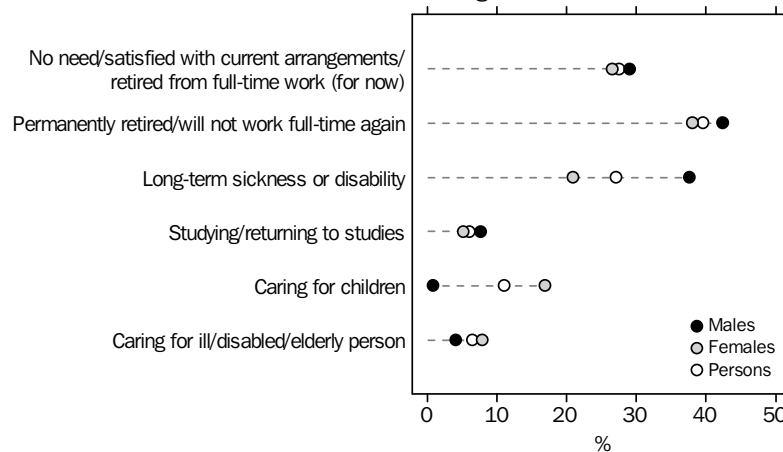 No need/satisfied with current arrangements/
retired from full-time work (for now)
Permanently retired/will not work full-time again
Long-term sickness or disability
Studying/returning to studies
Caring for children
Caring for ill/disabled/elderly person
Males
Females
Persons
0 10 20 30 40 50
%